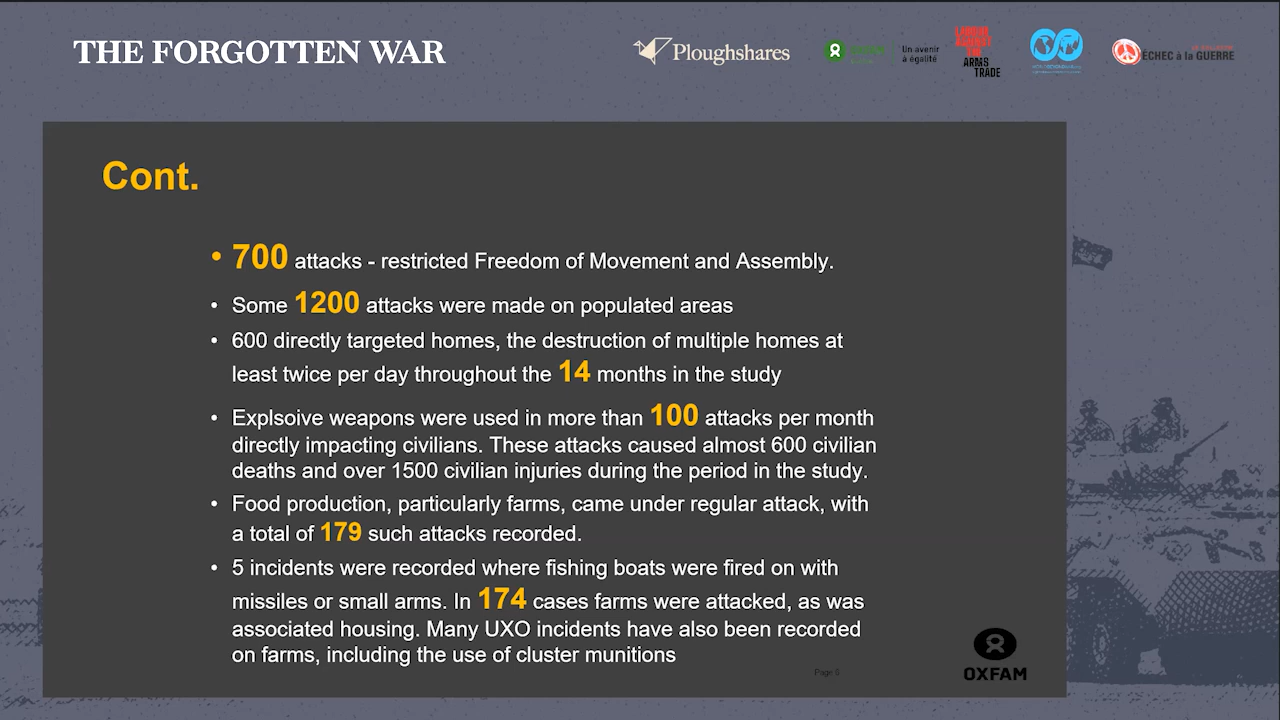 THE FORGOTTEN WAR
Ploughshares
Un avenir
à égalité
LABOUR
AGAINST
THE
ARMS
TRADE
ÉCHEC à la GUERRE
Cont.
• 700 attacks - restricted Freedom of Movement and Assembly.
• Some 1200 attacks were made on populated areas
• 600 directly targeted homes, the destruction of multiple homes at
least twice per day throughout the 14 months in the study
• Explsoive weapons were used in more than 100 attacks per month
directly impacting civilians. These attacks caused almost 600 civilian
deaths and over 1500 civilian injuries during the period in the study.
• Food production, particularly farms, came under regular attack, with
a total of 179 such attacks recorded.
• 5 incidents were recorded where fishing boats were fired on with
missiles or small arms. In 174 cases farms were attacked, as was
associated housing. Many UXO incidents have also been recorded
on farms, including the use of cluster munitions
Page 6
OXFAM